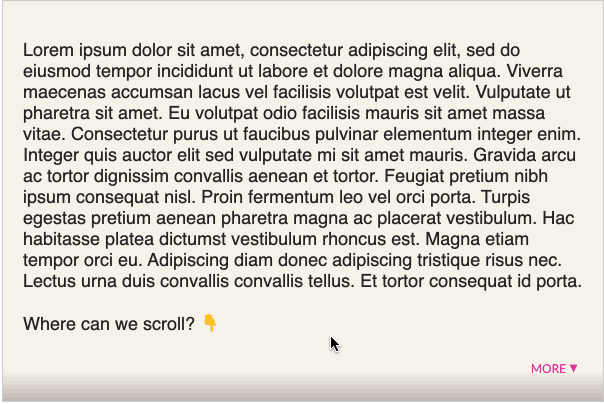 Lorem ipsum dolor sit amet, consectetur adipiscing elit, sed do
eiusmod tempor incididunt ut labore et dolore magna aliqua. Viverra
maecenas accumsan lacus vel facilisis volutpat est velit. Vulputate ut
pharetra sit amet. Eu volutpat odio facilisis mauris sit amet massa
vitae. Consectetur purus ut faucibus pulvinar elementum integer enim.
Integer quis auctor elit sed vulputate mi sit amet mauris. Gravida arcu
ac tortor dignissim convallis aenean et tortor. Feugiat pretium nibh
ipsum consequat nisl. Proin fermentum leo vel orci porta. Turpis
egestas pretium aenean pharetra magna ac placerat vestibulum. Hac
habitasse platea dictumst vestibulum rhoncus est. Magna etiam
tempor orci eu. Adipiscing diam donec adipiscing tristique risus nec.
Lectus urna duis convallis convallis tellus. Et tortor consequat id porta.
Where can we scroll? 👇
MORE ▼